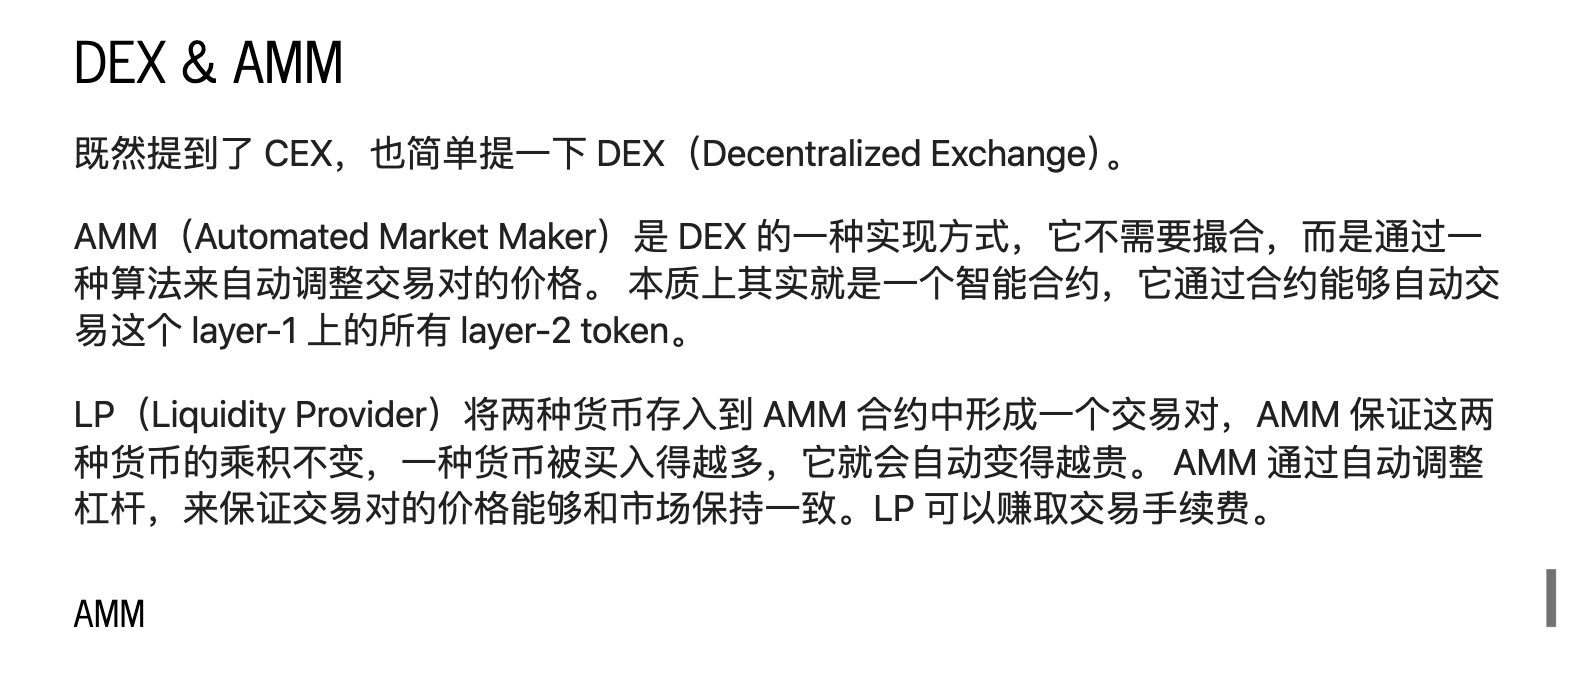 DEX & AMM
既然提到了 CEX，也简单提一下 DEX（Decentralized Exchange）。
AMM（Automated Market Maker）是 DEX 的一种实现方式，它不需要撮合，而是通过一
种算法来自动调整交易对的价格。 本质上其实就是一个智能合约，它通过合约能够自动交
易这个 layer-1 上的所有 layer-2 token。
LP（Liquidity Provider）将两种货币存入到 AMM 合约中形成一个交易对，AMM 保证这两
种货币的乘积不变，一种货币被买入得越多，它就会自动变得越贵。 AMM 通过自动调整
杠杆，来保证交易对的价格能够和市场保持一致。LP 可以赚取交易手续费。
AMM